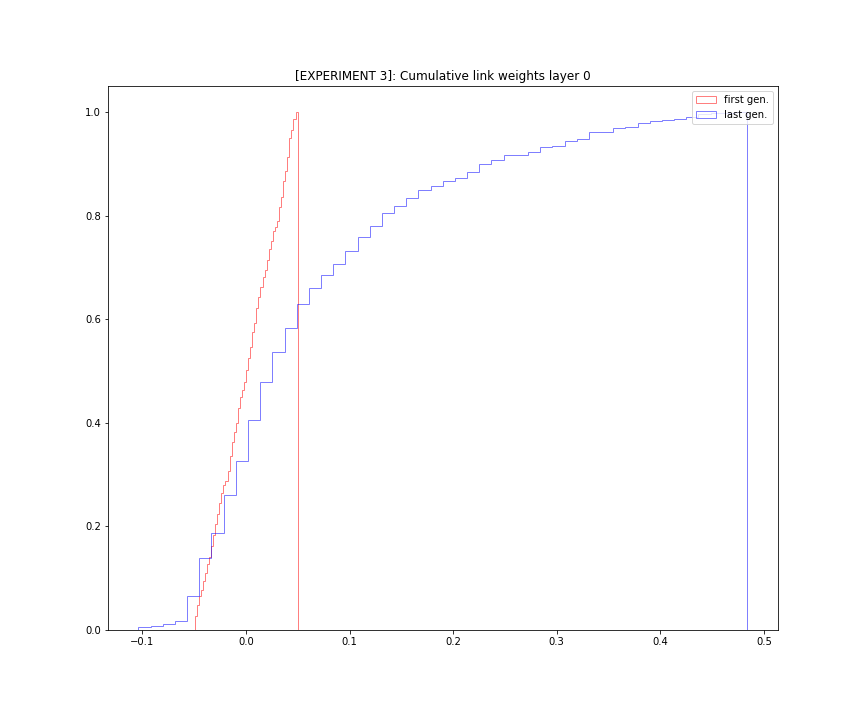 [EXPERIMENT 3]: Cumulative link weights layer 0
first gen.
last gen.
1.0
0.8
0.6
0.4
0.2
0.0
−0.1 0.0 0.1 0.2 0.3 0.4 0.5